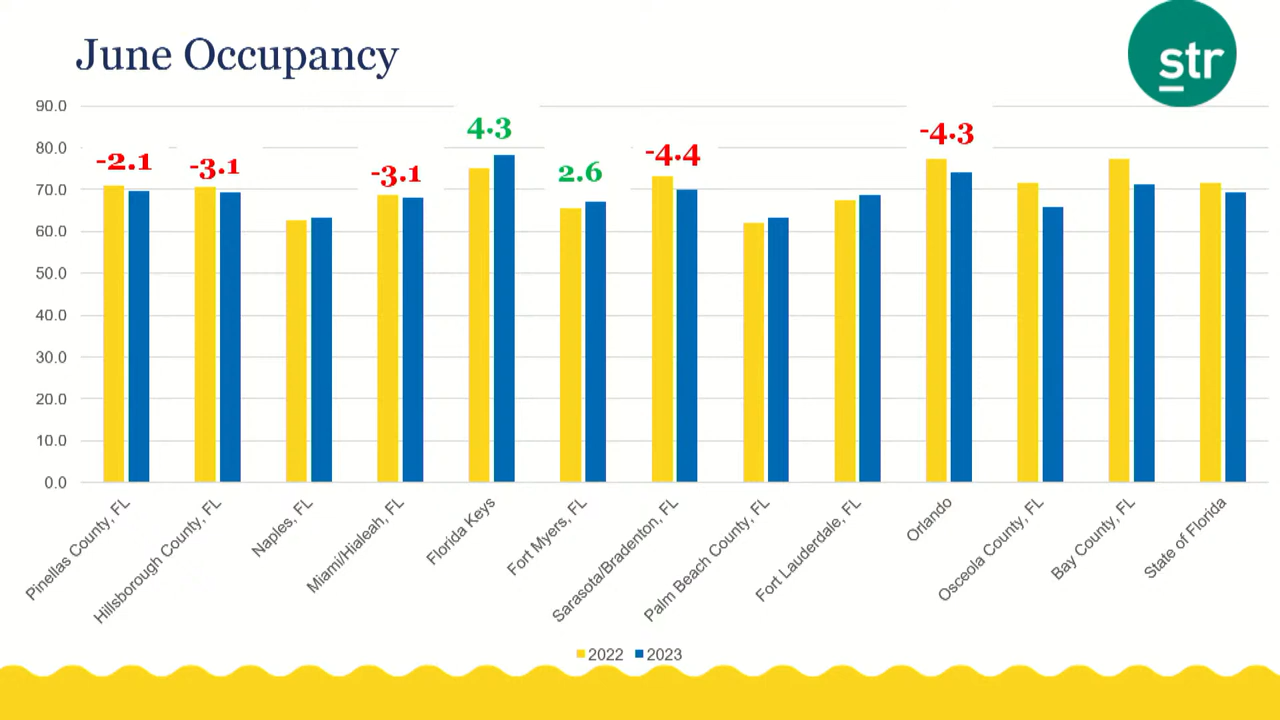 June Occupancy
str
90.0
80.0
70.0
60.0
50.0
40.0
30.0
20.0
10.0
0.0
-2.1
-3.1
-3.1
4.3
2.6
-4.4
-4.3
Pinellas County, FL
Hillsborough County, FL
Naples, FL
Miami/Hialeah, FL
Florida Keys
Fort Myers, FL
Sarasota/Bradenton, FL
Palm Beach County, FL
Fort Lauderdale, FL
Orlando
Osceola County, FL
Bay County, FL
State of Florida
2022 2023